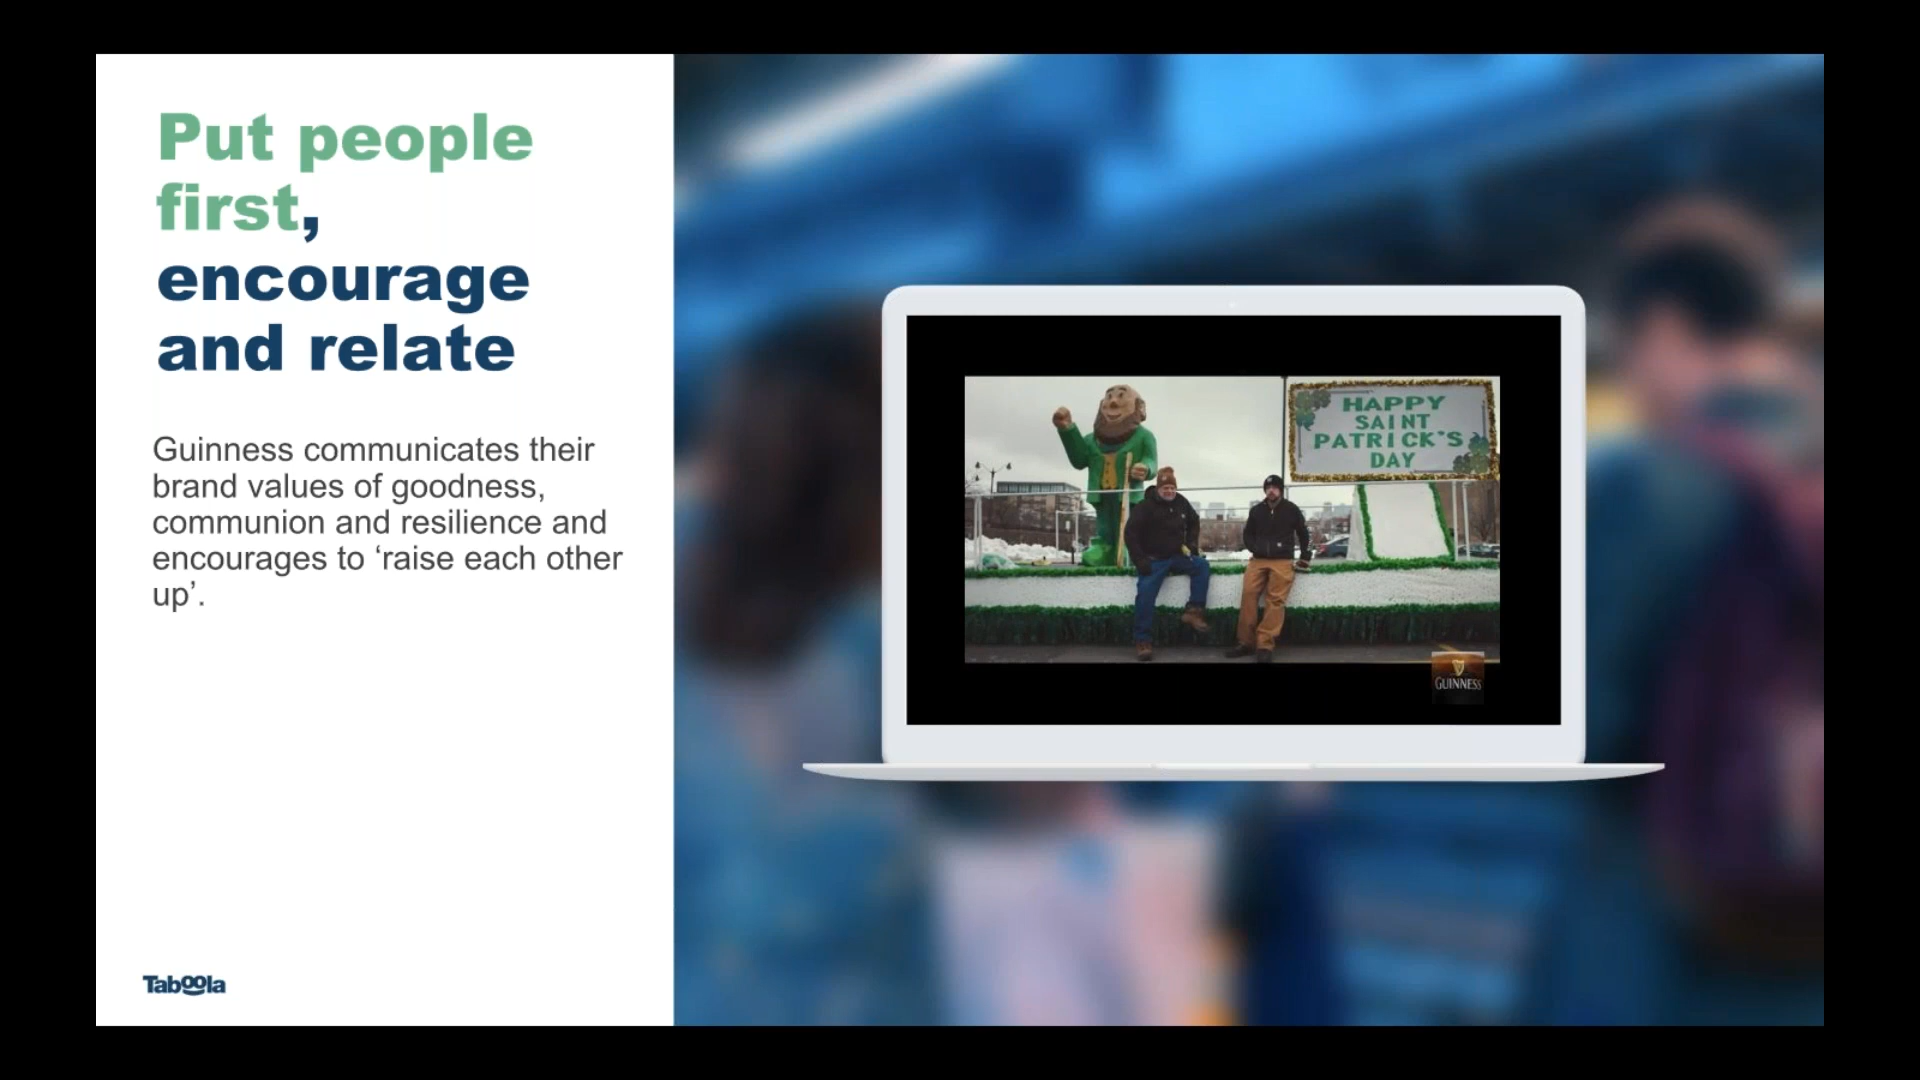 Put people
first,
encourage
and relate
Guinness communicates their
brand values of goodness,
communion and resilience and
encourages to ‘raise each other
up’.
HAPPY
SAINT
PATRICK'S
DAY
GUINNESS
Taboola